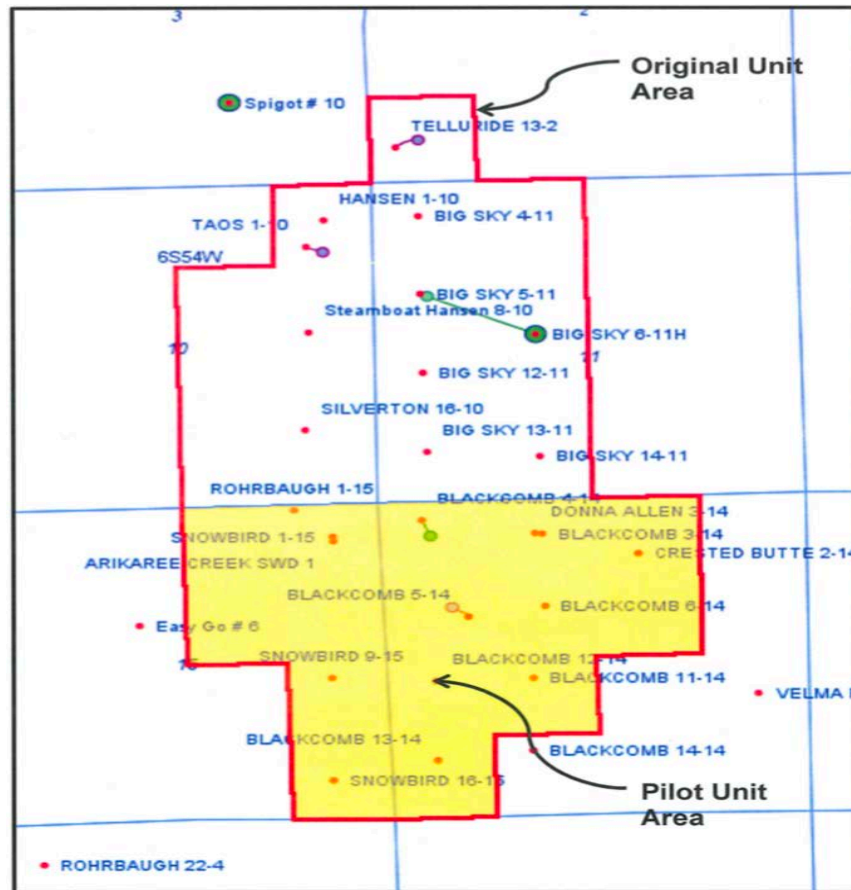 3
2
Original Unit
Area
Spigot # 10
TELLURIDE 13-2
HANSEN 1-10
TAOS 1-10
BIG SKY 4-11
6S54W
BIG SKY 5-11
Steamboat Hansen 8-10
BIG SKY 6-11H
10
11
BIG SKY 12-11
SILVERTON 16-10
BIG SKY 13-11
BIG SKY 14-11
ROHRBAUGH 1-15
BLACKCOMB 4-14
DONNA ALLEN 3-14
SNOWBIRD 1-15
BLACKCOMB 3-14
ARIKAREE CREEK SWD 1
CRESTED BUTTE 2-14
BLACKCOMB 5-14
BLACKCOMB 6-14
Easy Go # 6
SNOWBIRD 9-15
BLACKCOMB 12-14
15
BLACKCOMB 11-14
VELMA
BLACKCOMB 13-14
BLACKCOMB 14-14
SNOWBIRD 16-15
Pilot Unit
Area
ROHRBAUGH 22-4